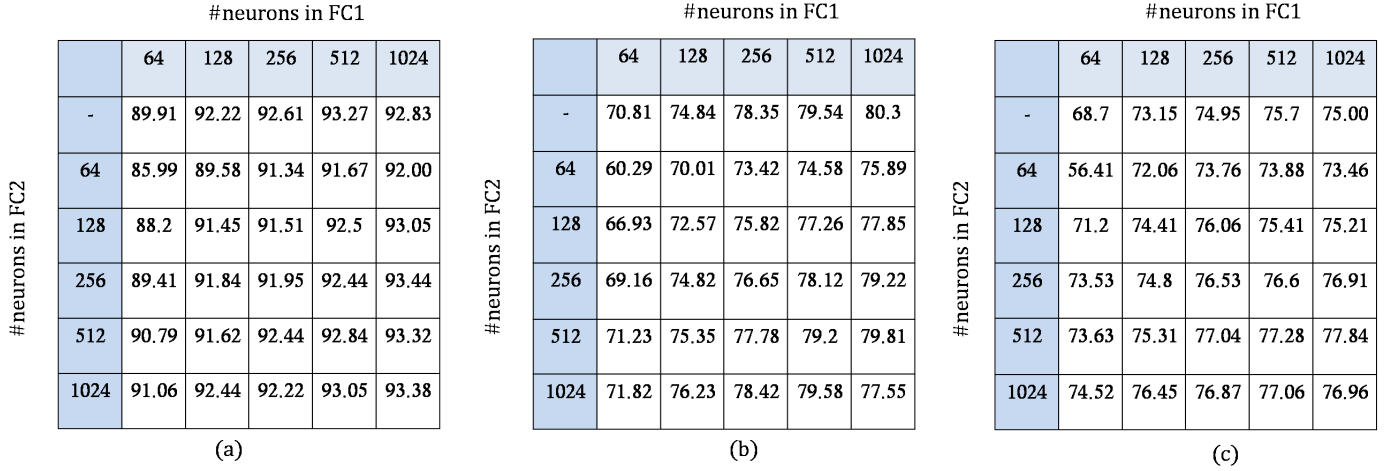 #neurons in FC1
64 128 256 512 1024
- 89.91 92.22 92.61 93.27 92.83
64 85.99 89.58 91.34 91.67 92.00
128 88.2 91.45 91.51 92.5 93.05
256 89.41 91.84 91.95 92.44 93.44
512 90.79 91.62 92.44 92.84 93.32
1024 91.06 92.44 92.22 93.05 93.38
#neurons in FC2
(a)
#neurons in FC1
64 128 256 512 1024
- 70.81 74.84 78.35 79.54 80.3
64 60.29 70.01 73.42 74.58 75.89
128 66.93 72.57 75.82 77.26 77.85
256 69.16 74.82 76.65 78.12 79.22
512 71.23 75.35 77.78 79.2 79.81
1024 71.82 76.23 78.42 79.58 77.55
#neurons in FC2
(b)
#neurons in FC1
64 128 256 512 1024
- 68.7 73.15 74.95 75.7 75.00
64 56.41 72.06 73.76 73.88 73.46
128 71.2 74.41 76.06 75.41 75.21
256 73.53 74.8 76.53 76.6 76.91
512 73.63 75.31 77.04 77.28 77.84
1024 74.52 76.45 76.87 77.06 76.96
#neurons in FC2
(c)